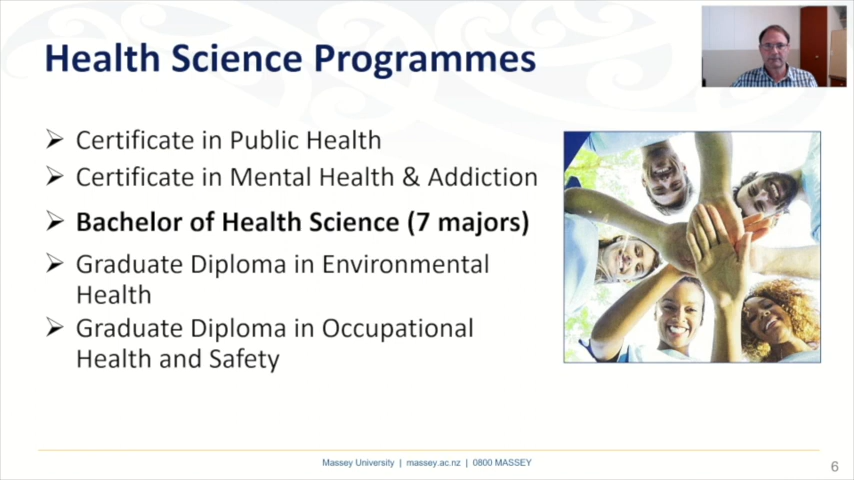 Health Science Programmes
Certificate in Public Health
Certificate in Mental Health & Addiction
Bachelor of Health Science (7 majors)
Graduate Diploma in Environmental
Health
Graduate Diploma in Occupational
Health and Safety
Massey University | massey.ac.nz | 0800 MASSEY
6